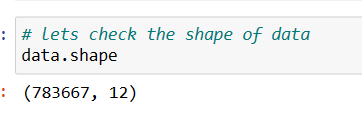 : # lets check the shape of data
data.shape
: (783667, 12)